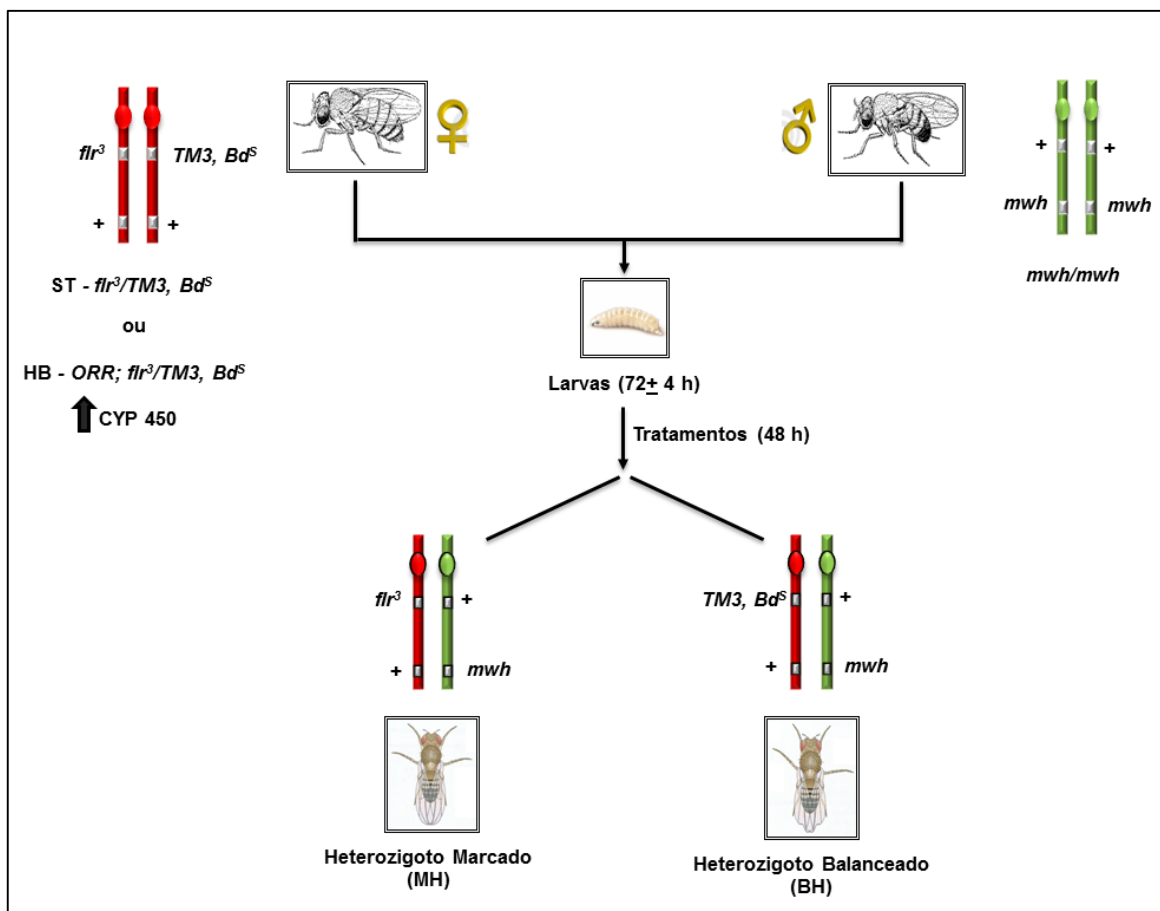 flr³ TM3, Bdˢ
+ +
ST - flr³/TM3, Bdˢ
ou
HB - ORR; flr³/TM3, Bdˢ
CYP 450
♀
♂
+ +
mwh mwh
mwh/mwh
Larvas (72± 4 h)
Tratamentos (48 h)
flr³ +
+ mwh
Heterozigoto Marcado
(MH)
TM3, Bdˢ +
+ mwh
Heterozigoto Balanceado
(BH)